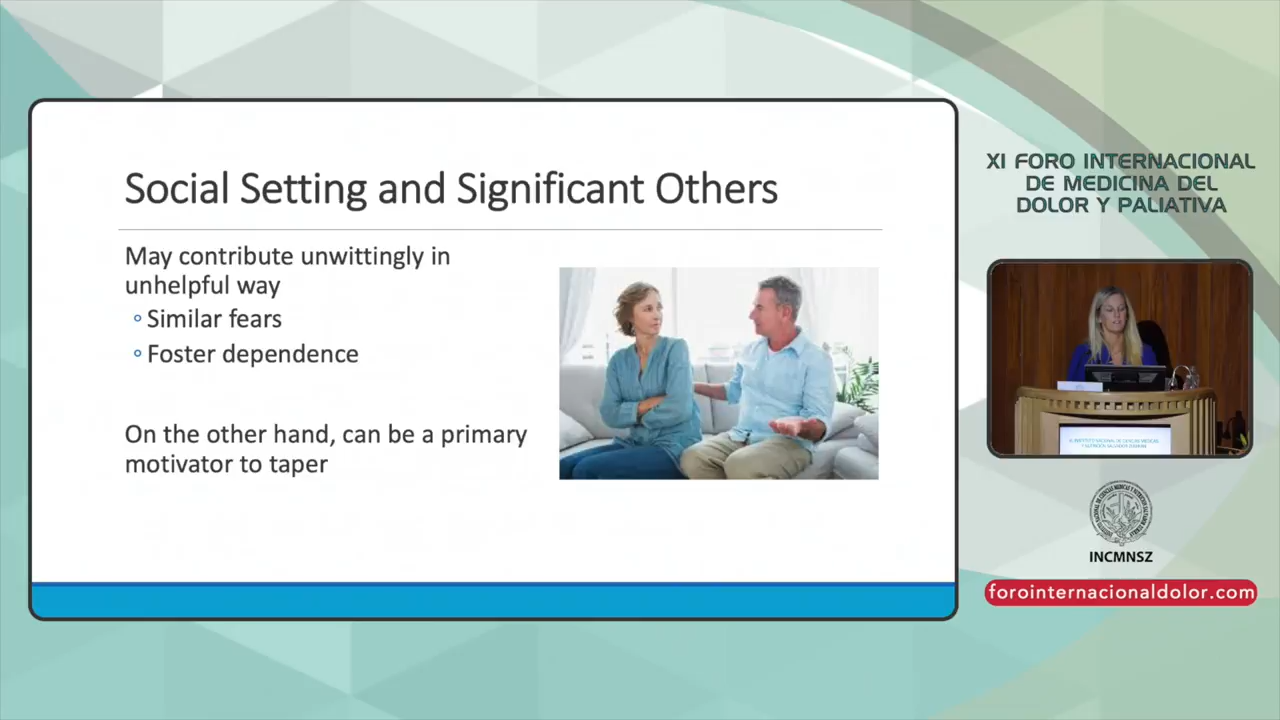 Social Setting and Significant Others
May contribute unwittingly in
unhelpful way
Similar fears
Foster dependence
On the other hand, can be a primary
motivator to taper
XI FORO INTERNACIONAL
DE MEDICINA DEL
DOLOR Y PALIATIVA
INCMNSZ
forointernacionaldolor.com